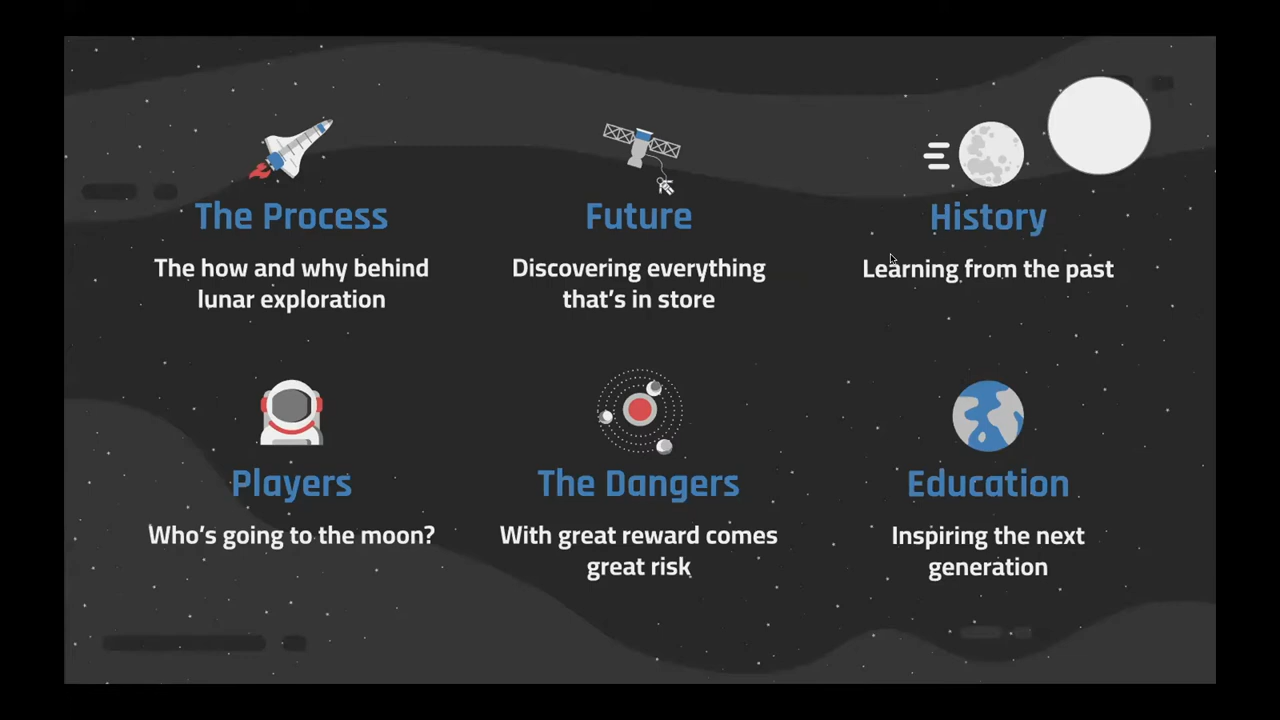 The Process
The how and why behind
lunar exploration
Future
Discovering everything
that's in store
History
Learning from the past
Players
Who's going to the moon?
The Dangers
With great reward comes
great risk
Education
Inspiring the next
generation